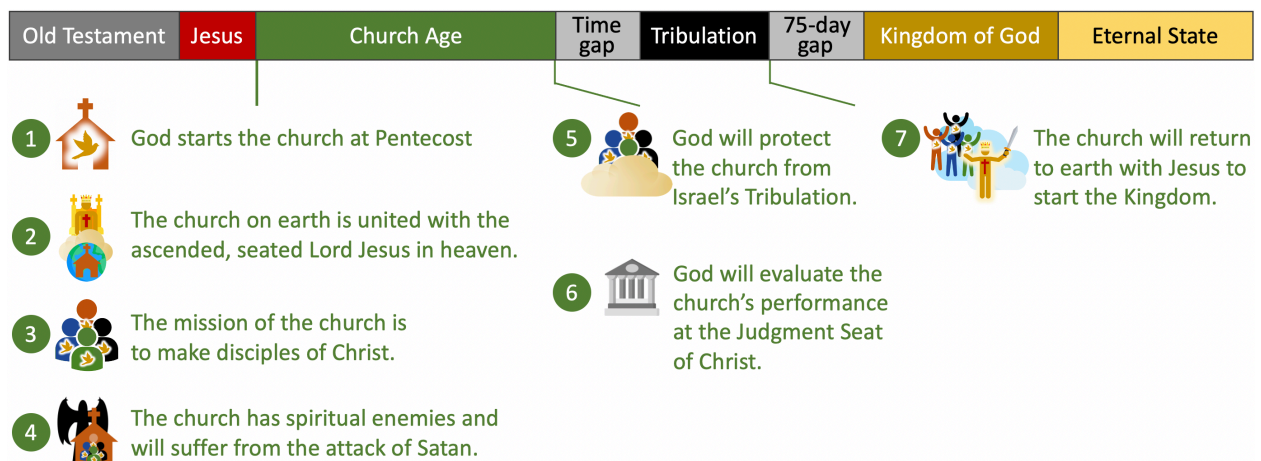 Old Testament
Jesus
Church Age
Time
gap
Tribulation
75-day
gap
Kingdom of God
Eternal State
1
God starts the church at Pentecost
2
The church on earth is united with the
ascended, seated Lord Jesus in heaven.
3
The mission of the church is
to make disciples of Christ.
4
The church has spiritual enemies and
will suffer from the attack of Satan.
5
God will protect
the church from
Israel’s Tribulation.
6
God will evaluate the
church’s performance
at the Judgment Seat
of Christ.
7
The church will return
to earth with Jesus to
start the Kingdom.